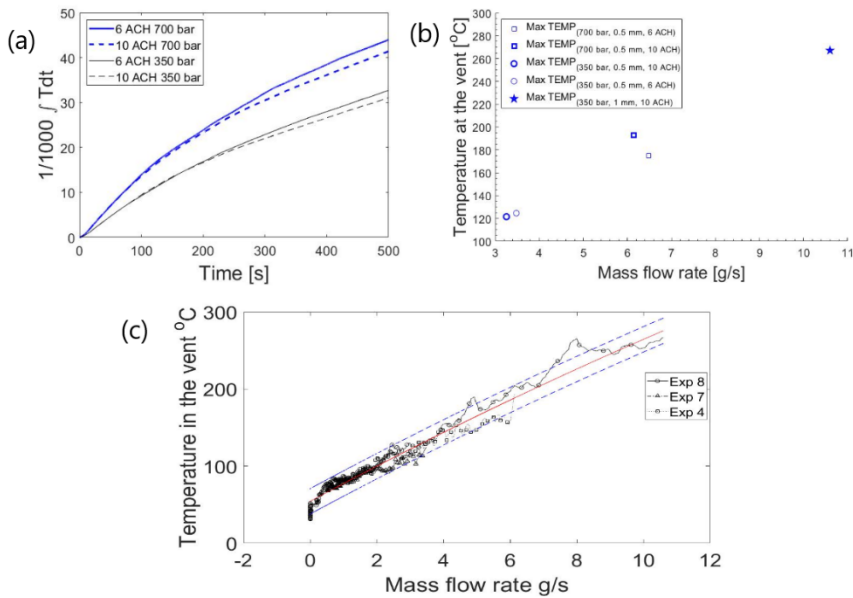 (a)
6 ACH 700 bar
10 ACH 700 bar
6 ACH 350 bar
10 ACH 350 bar
1/1000 ∫ Tdt
50
40
30
20
10
0
0 100 200 300 400 500
Time [s]
(b)
Max TEMP(700 bar, 0.5 mm, 6 ACH)
Max TEMP(700 bar, 0.5 mm, 10 ACH)
Max TEMP(350 bar, 0.5 mm, 10 ACH)
Max TEMP(350 bar, 0.5 mm, 6 ACH)
Max TEMP(350 bar, 1 mm, 10 ACH)
Temperature at the vent [°C]
300
280
260
240
220
200
180
160
140
120
100
3 4 5 6 7 8 9 10 11
Mass flow rate [g/s]
(c)
Temperature in the vent °C
300
200
100
0
Exp 8
Exp 7
Exp 4
-2 0 2 4 6 8 10 12
Mass flow rate g/s